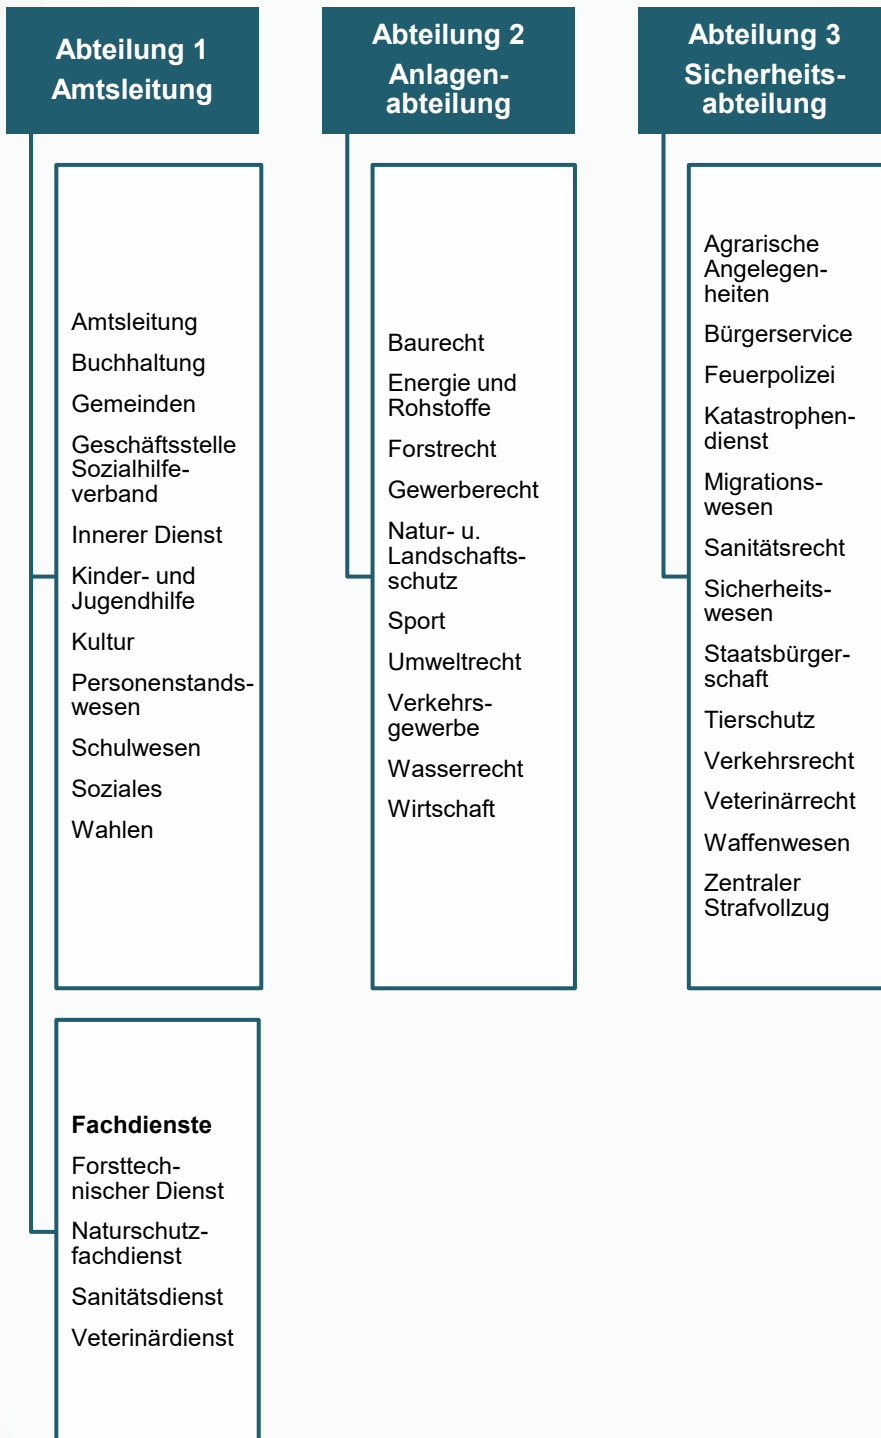 Abteilung 1
Amtsleitung
Amtsleitung
Buchhaltung
Gemeinden
Geschäftsstelle
Sozialhilfe-
verband
Innerer Dienst
Kinder- und
Jugendhilfe
Kultur
Personenstands-
wesen
Schulwesen
Soziales
Wahlen
Fachdienste
Forsttech-
nischer Dienst
Naturschutz-
fachdienst
Sanitätsdienst
Veterinärdienst
Abteilung 2
Anlagen-
abteilung
Baurecht
Energie und
Rohstoffe
Forstrecht
Gewerberecht
Natur- u.
Landschafts-
schutz
Sport
Umweltrecht
Verkehrs-
gewerbe
Wasserrecht
Wirtschaft
Abteilung 3
Sicherheits-
abteilung
Agrarische
Angelegen-
heiten
Bürgerservice
Feuerpolizei
Katastrophen-
dienst
Migrations-
wesen
Sanitätsrecht
Sicherheits-
wesen
Staatsbürger-
schaft
Tierschutz
Verkehrsrecht
Veterinärrecht
Waffenwesen
Zentraler
Strafvollzug